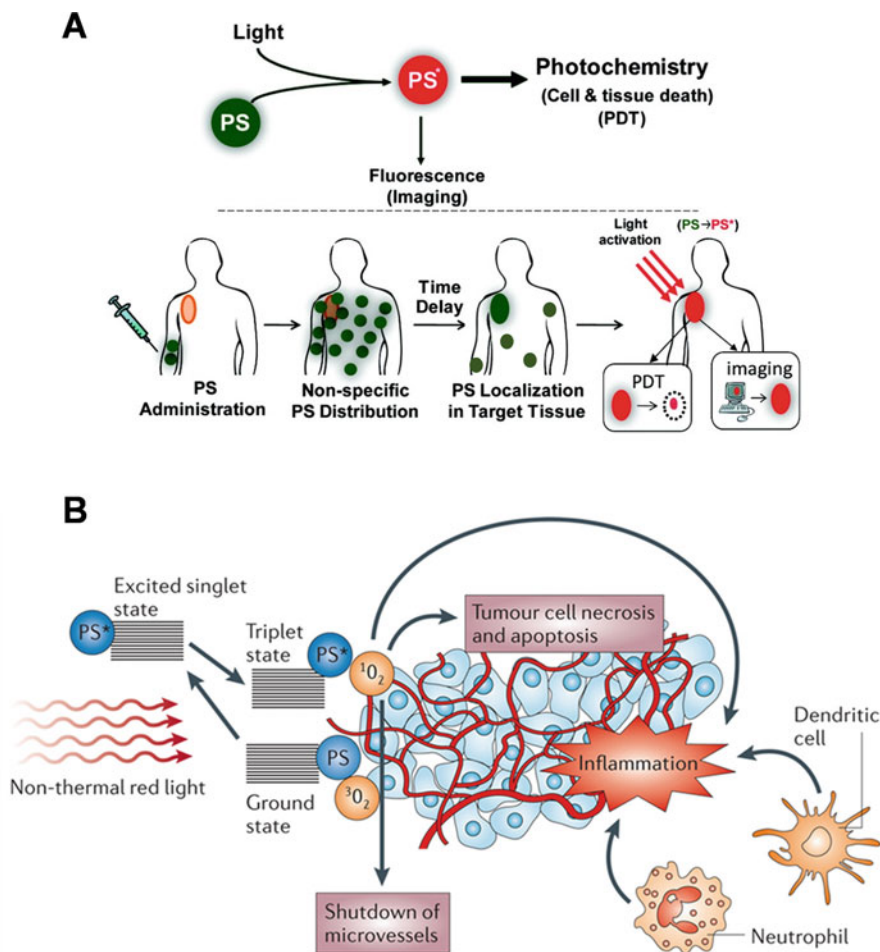 A
Light
PS
PS*
Photochemistry
(Cell & tissue death)
(PDT)
Fluorescence
(Imaging)
Light
activation
(PS→PS*)
Time
Delay
PS
Administration
Non-specific
PS Distribution
PS Localization
in Target Tissue
PDT
imaging
B
Excited singlet
state
PS*
Triplet
state
PS*
¹O₂
Tumour cell necrosis
and apoptosis
Non-thermal red light
PS
Ground
state
³O₂
Inflammation
Dendritic
cell
Shutdown of
microvessels
Neutrophil